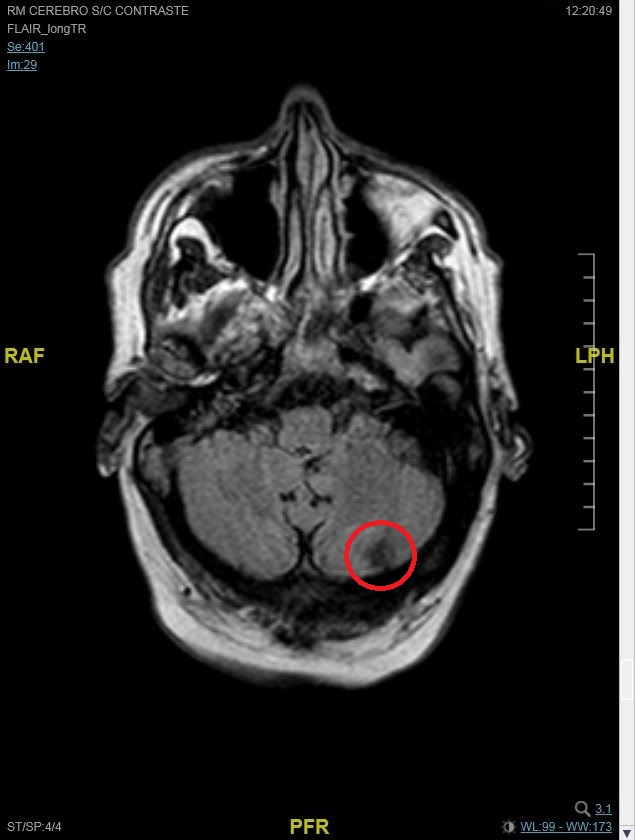 RM CEREBRO S/C CONTRASTE
12:20:49
FLAIR_longTR
Se:401
Im:29
RAF
LPH
3.1
ST/SP:4/4
PFR
WL:99 - WW:173